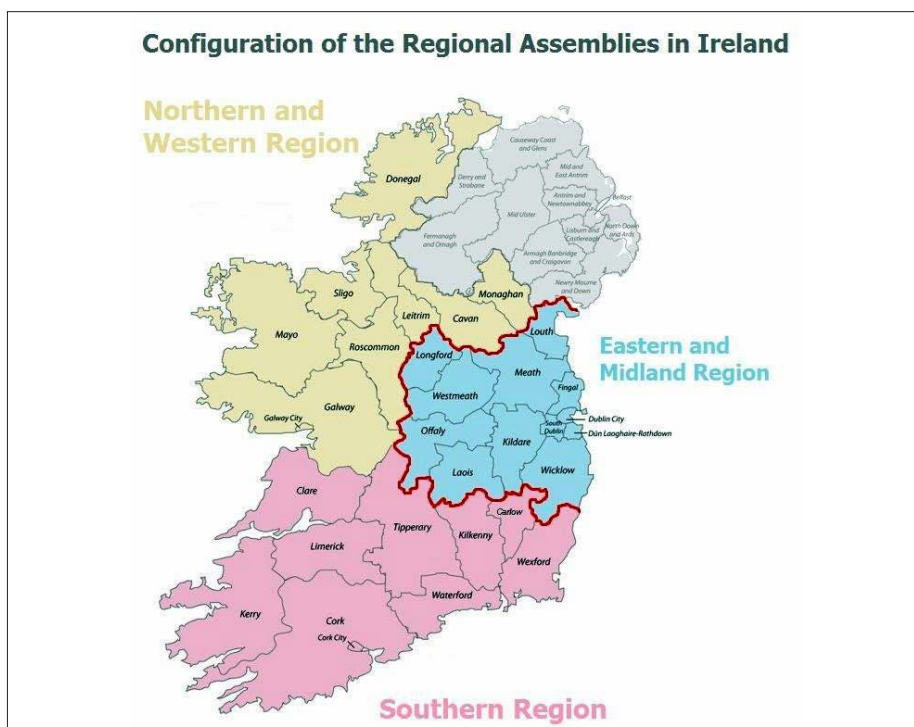 Configuration of the Regional Assemblies in Ireland
Northern and
Western Region
Donegal
Causeway Coast
and Glens
Derry and
Strabane
Mid and
East Antrim
Antrim and
Newtownabbey
Belfast
Mid Ulster
Fermanagh
and Omagh
Lisburn and
Castlereagh
North Down
and Ards
Armagh Banbridge
and Craigavon
Newry Mourne
and Down
Monaghan
Sligo
Leitrim
Cavan
Mayo
Roscommon
Louth
Longford
Eastern and
Midland Region
Meath
Westmeath
Fingal
Galway
Galway City
Dublin City
South
Dublin
Dún Laoghaire-Rathdown
Offaly
Kildare
Laois
Wicklow
Clare
Carlow
Tipperary
Kilkenny
Limerick
Wexford
Waterford
Kerry
Cork
Cork City
Southern Region